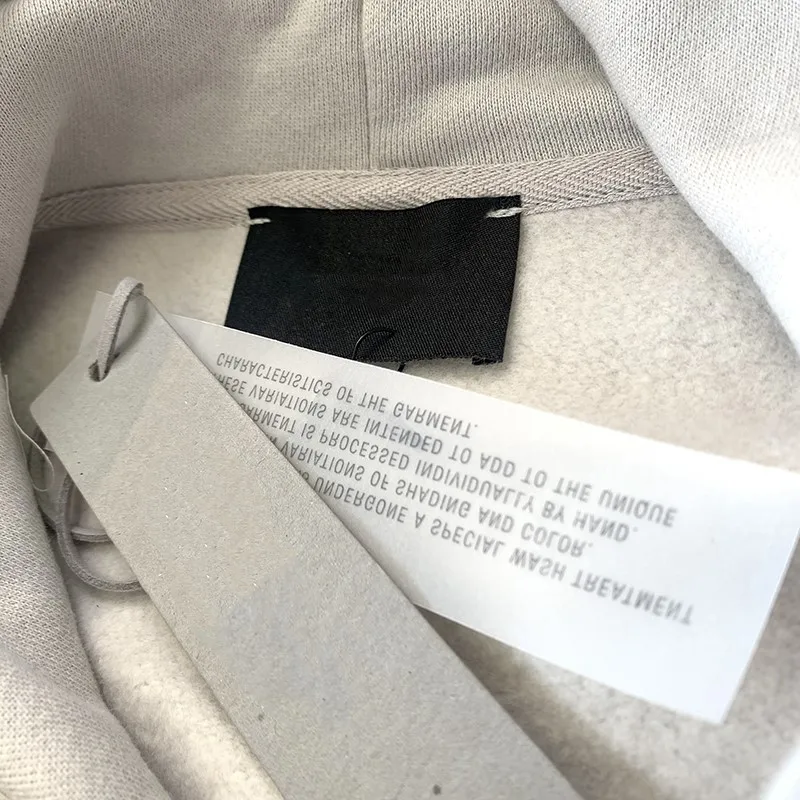 UNDERGONE A SPECIAL WASH TREATMENT
VARIATIONS OF SHADING AND COLOR.
GARMENT IS PROCESSED INDIVIDUALLY BY HAND.
THESE VARIATIONS ARE INTENDED TO ADD TO THE UNIQUE
CHARACTERISTICS OF THE GARMENT.